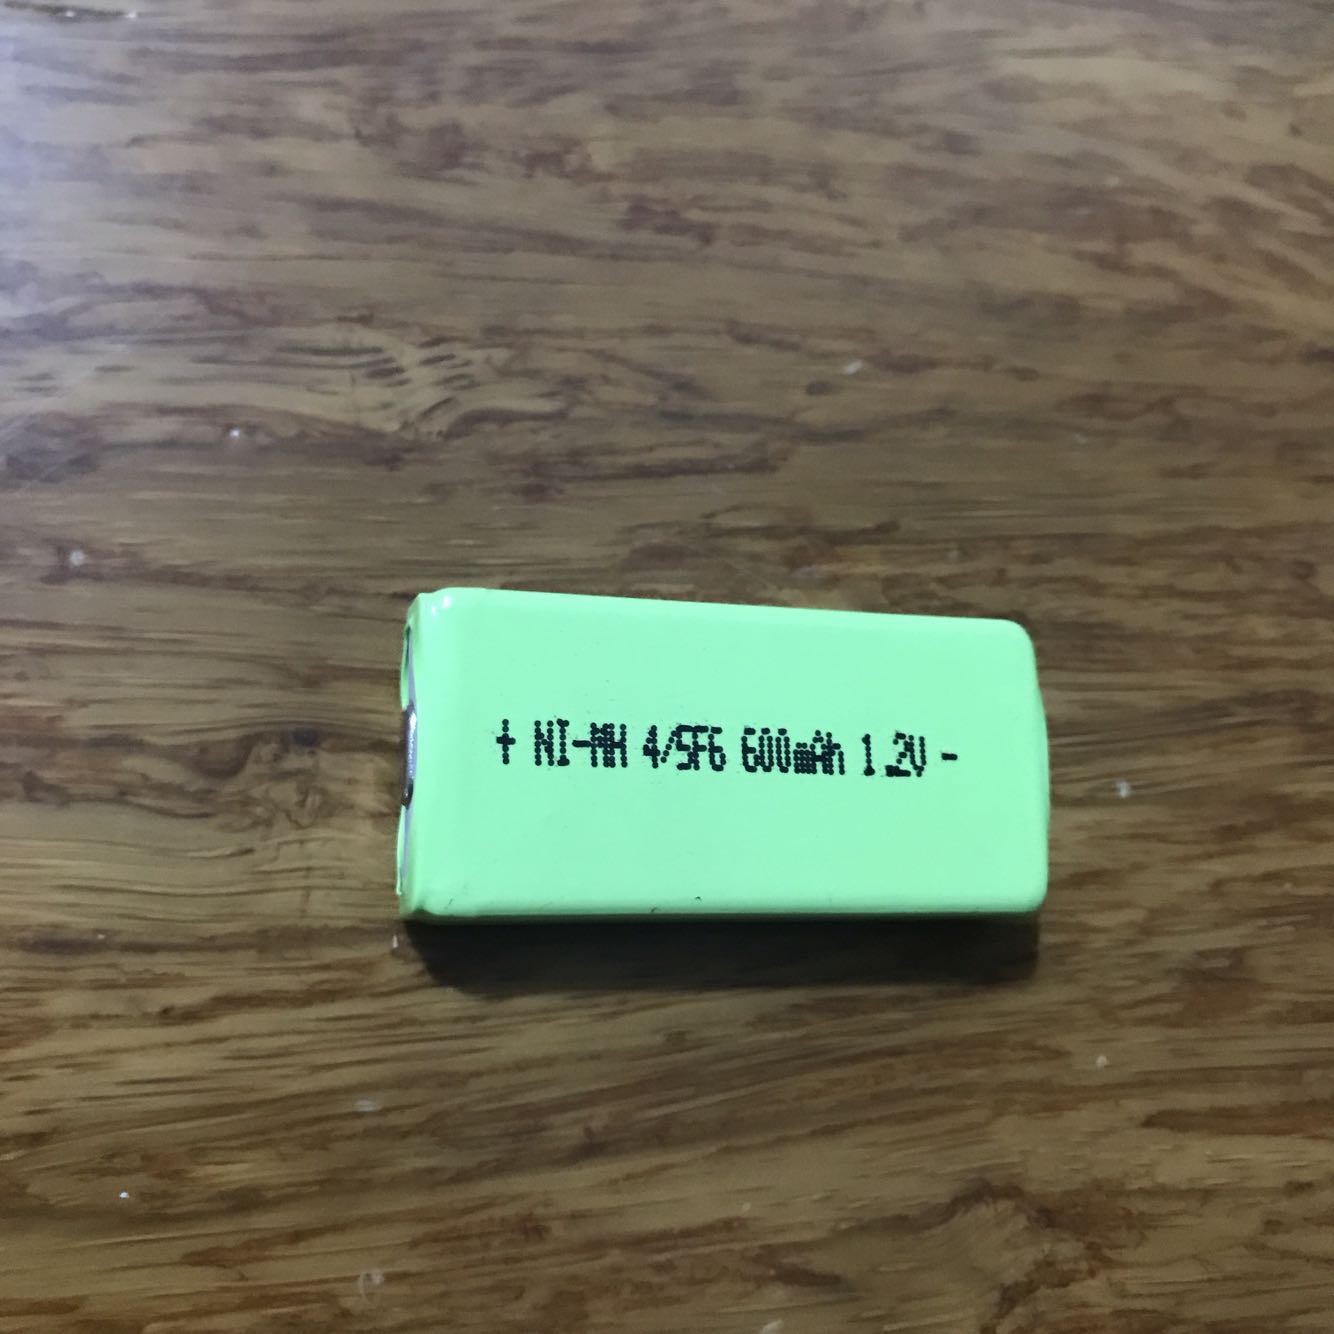 + NI-MH 4/5F6 600mAh 1.2V -